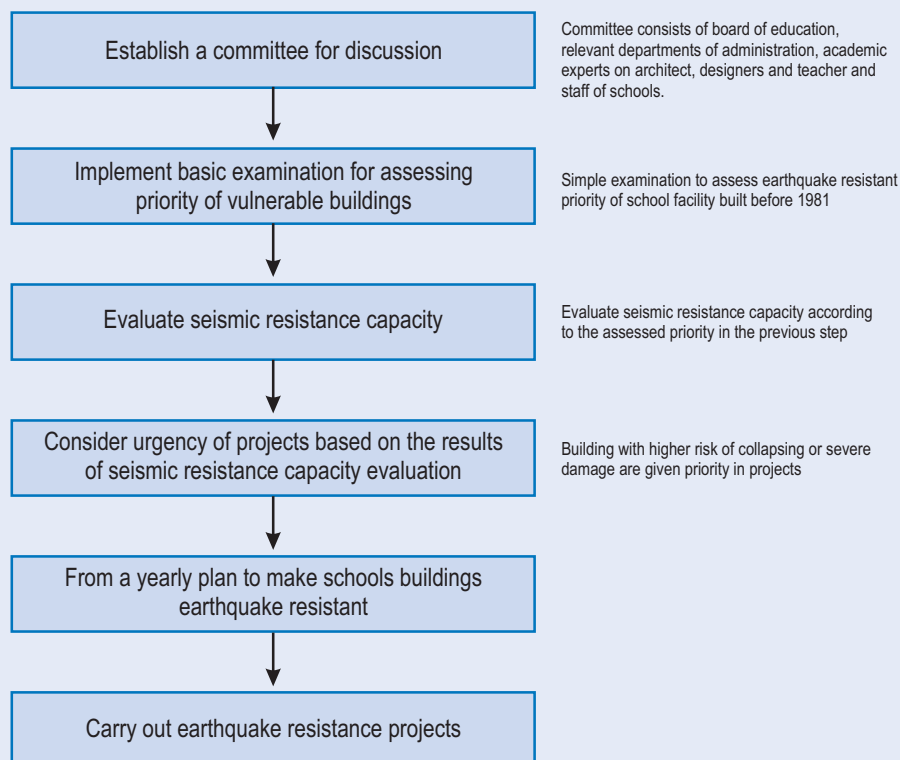 Establish a committee for discussion
Committee consists of board of education,
relevant departments of administration, academic
experts on architect, designers and teacher and
staff of schools.
Implement basic examination for assessing
priority of vulnerable buildings
Simple examination to assess earthquake resistant
priority of school facility built before 1981
Evaluate seismic resistance capacity
Evaluate seismic resistance capacity according
to the assessed priority in the previous step
Consider urgency of projects based on the results
of seismic resistance capacity evaluation
Building with higher risk of collapsing or severe
damage are given priority in projects
From a yearly plan to make schools buildings
earthquake resistant
Carry out earthquake resistance projects